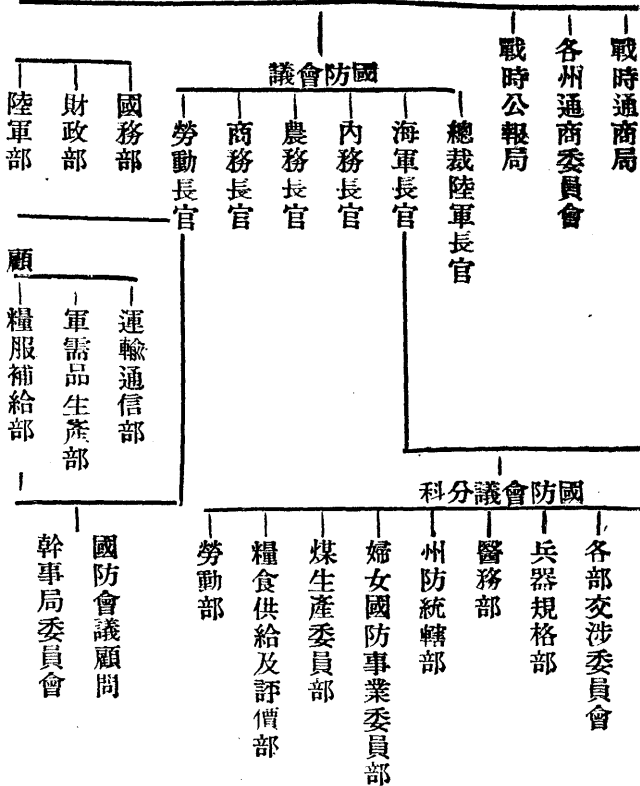 戰時通商局
各州通商委員會
戰時公報局
國防會議
總裁陸軍長官
海軍長官
內務長官
農務長官
商務長官
勞動長官
國務部
財政部
陸軍部
國防會議分科
各部交涉委員會
兵器規格部
醫務部
州防統轄部
婦女國防事業委員部
煤生產委員部
糧食供給及評價部
勞動部
顧
運輸通信部
軍需品生產部
糧服補給部
國防會議顧問
幹事局委員會